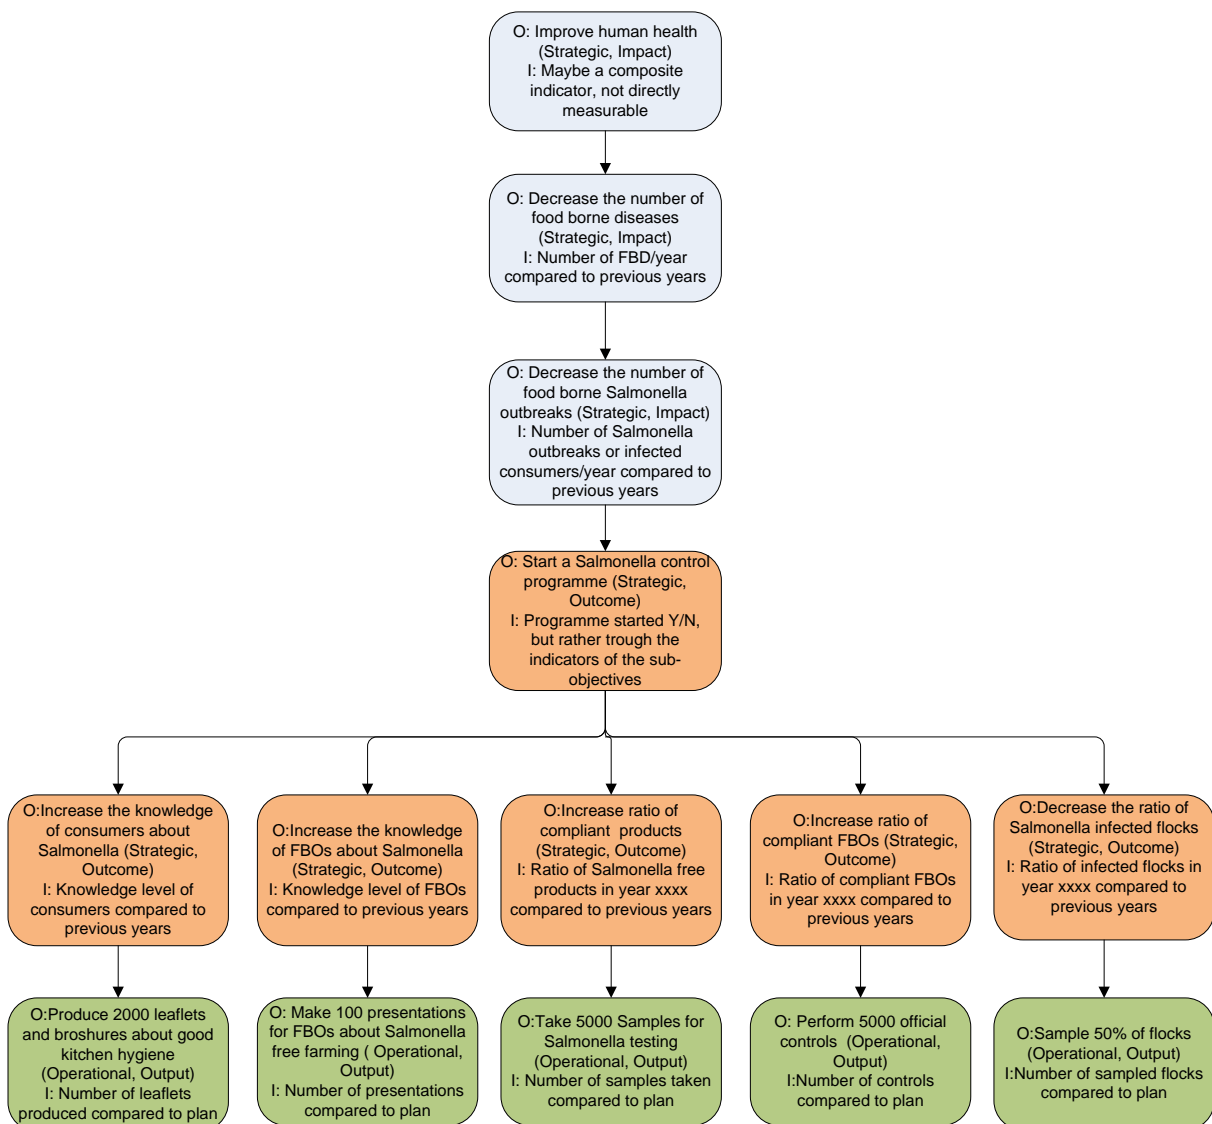 O: Improve human health
(Strategic, Impact)
I: Maybe a composite
indicator, not directly
measurable
O: Decrease the number of
food borne diseases
(Strategic, Impact)
I: Number of FBD/year
compared to previous years
O: Decrease the number of
food borne Salmonella
outbreaks (Strategic, Impact)
I: Number of Salmonella
outbreaks or infected
consumers/year compared to
previous years
O: Start a Salmonella control
programme (Strategic,
Outcome)
I: Programme started Y/N,
but rather trough the
indicators of the sub-
objectives
O:Increase the knowledge
of consumers about
Salmonella (Strategic,
Outcome)
I: Knowledge level of
consumers compared to
previous years
O:Increase the knowledge
of FBOs about Salmonella
(Strategic, Outcome)
I: Knowledge level of FBOs
compared to previous years
O:Increase ratio of
compliant  products
(Strategic, Outcome)
I: Ratio of Salmonella free
products in year xxxx
compared to previous years
O:Increase ratio of
compliant FBOs (Strategic,
Outcome)
I: Ratio of compliant FBOs
in year xxxx compared to
previous years
O:Decrease the ratio of
Salmonella infected flocks
(Strategic, Outcome)
I: Ratio of infected flocks in
year xxxx compared to
previous years
O:Produce 2000 leaflets
and broshures about good
kitchen hygiene
(Operational, Output)
I: Number of leaflets
produced compared to plan
O: Make 100 presentations
for FBOs about Salmonella
free farming ( Operational,
Output)
I: Number of presentations
compared to plan
O:Take 5000 Samples for
Salmonella testing
(Operational, Output)
I: Number of samples taken
compared to plan
O: Perform 5000 official
controls  (Operational,
Output)
I:Number of controls
compared to plan
O:Sample 50% of flocks
(Operational, Output)
I:Number of sampled flocks
compared to plan